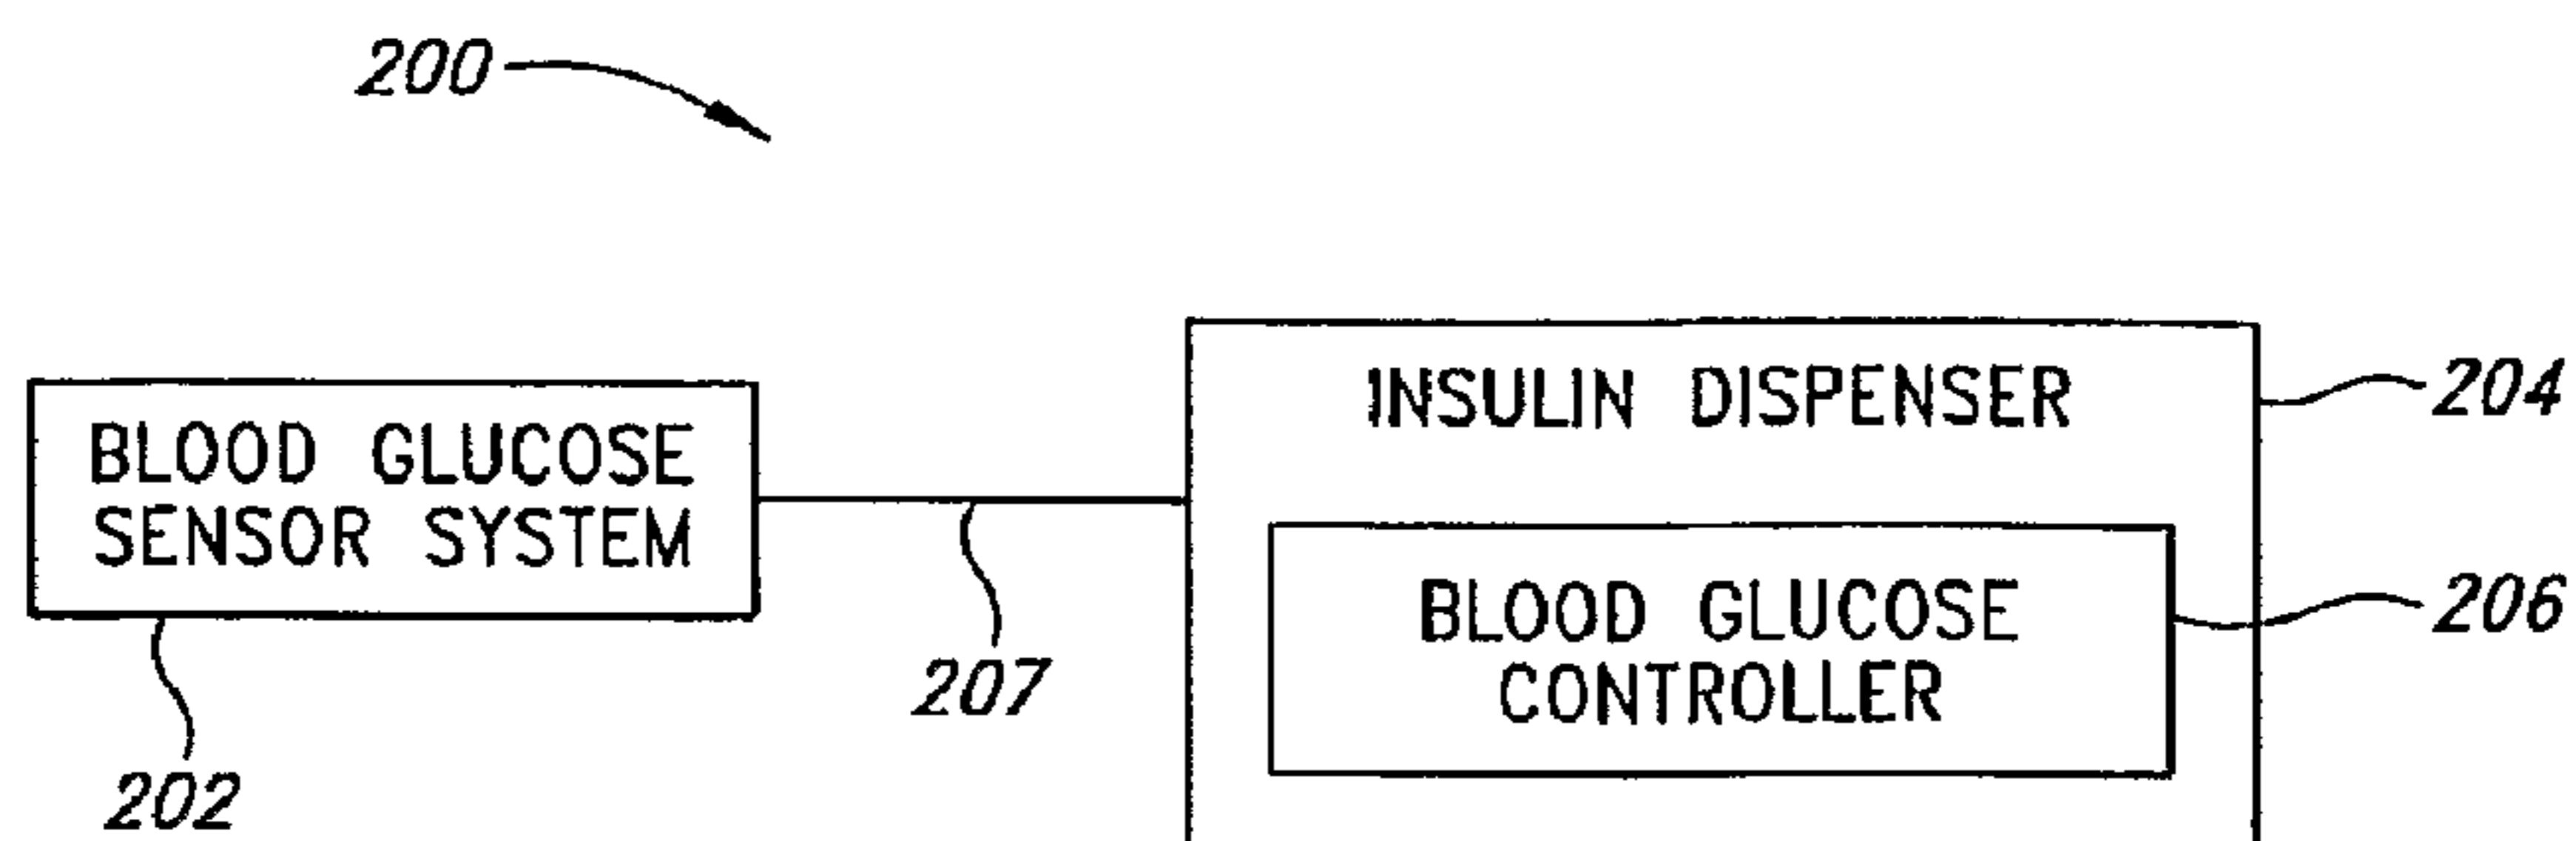 200
INSULIN DISPENSER
204
BLOOD GLUCOSE
SENSOR SYSTEM
BLOOD GLUCOSE
CONTROLLER
206
207
202